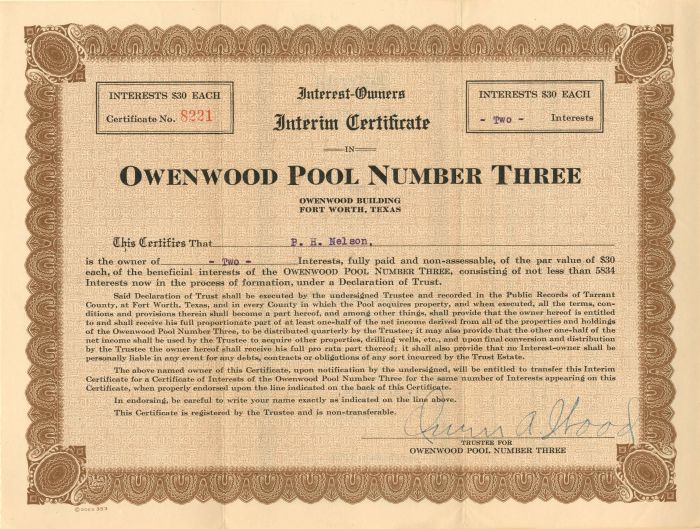 INTERESTS $30 EACH
Certificate No. 8221
Interest-Owners
Interim Certificate
IN
INTERESTS $30 EACH
- Two - Interests
OWENWOOD POOL NUMBER THREE
OWENWOOD BUILDING
FORT WORTH, TEXAS
This Certifies That P. H. Nelson,
is the owner of - Two - Interests, fully paid and non-assessable, of the par value of $30
each, of the beneficial interests of the OWENWOOD POOL NUMBER THREE, consisting of not less than 5834
Interests now in the process of formation, under a Declaration of Trust.
Said Declaration of Trust shall be executed by the undersigned Trustee and recorded in the Public Records of Tarrant
County, at Fort Worth, Texas, and in every County in which the Pool acquires property, and when executed, all the terms, con-
ditions and provisions therein shall become a part hereof, and among other things, shall provide that the owner hereof is entitled
to and shall receive his full proportionate part of at least one-half of the net income derived from all of the properties and holdings
of the Owenwood Pool Number Three, to be distributed quarterly by the Trustee; it may also provide that the other one-half of the
net income shall be used by the Trustee to acquire other properties, drilling wells, etc., and upon final conversion and distribution
by the Trustee the owner hereof shall receive his full pro rata part thereof; it shall also provide that no Interest-owner shall be
personally liable in any event for any debts, contracts or obligations of any sort incurred by the Trust Estate.
The above named owner of this Certificate, upon notification by the undersigned, will be entitled to transfer this Interim
Certificate for a Certificate of Interests of the Owenwood Pool Number Three for the same number of Interests appearing on this
Certificate, when properly endorsed upon the line indicated on the back of this Certificate.
In endorsing, be careful to write your name exactly as indicated on the line above.
This Certificate is registered by the Trustee and is non-transferable.
A. Wood
TRUSTEE FOR
OWENWOOD POOL NUMBER THREE